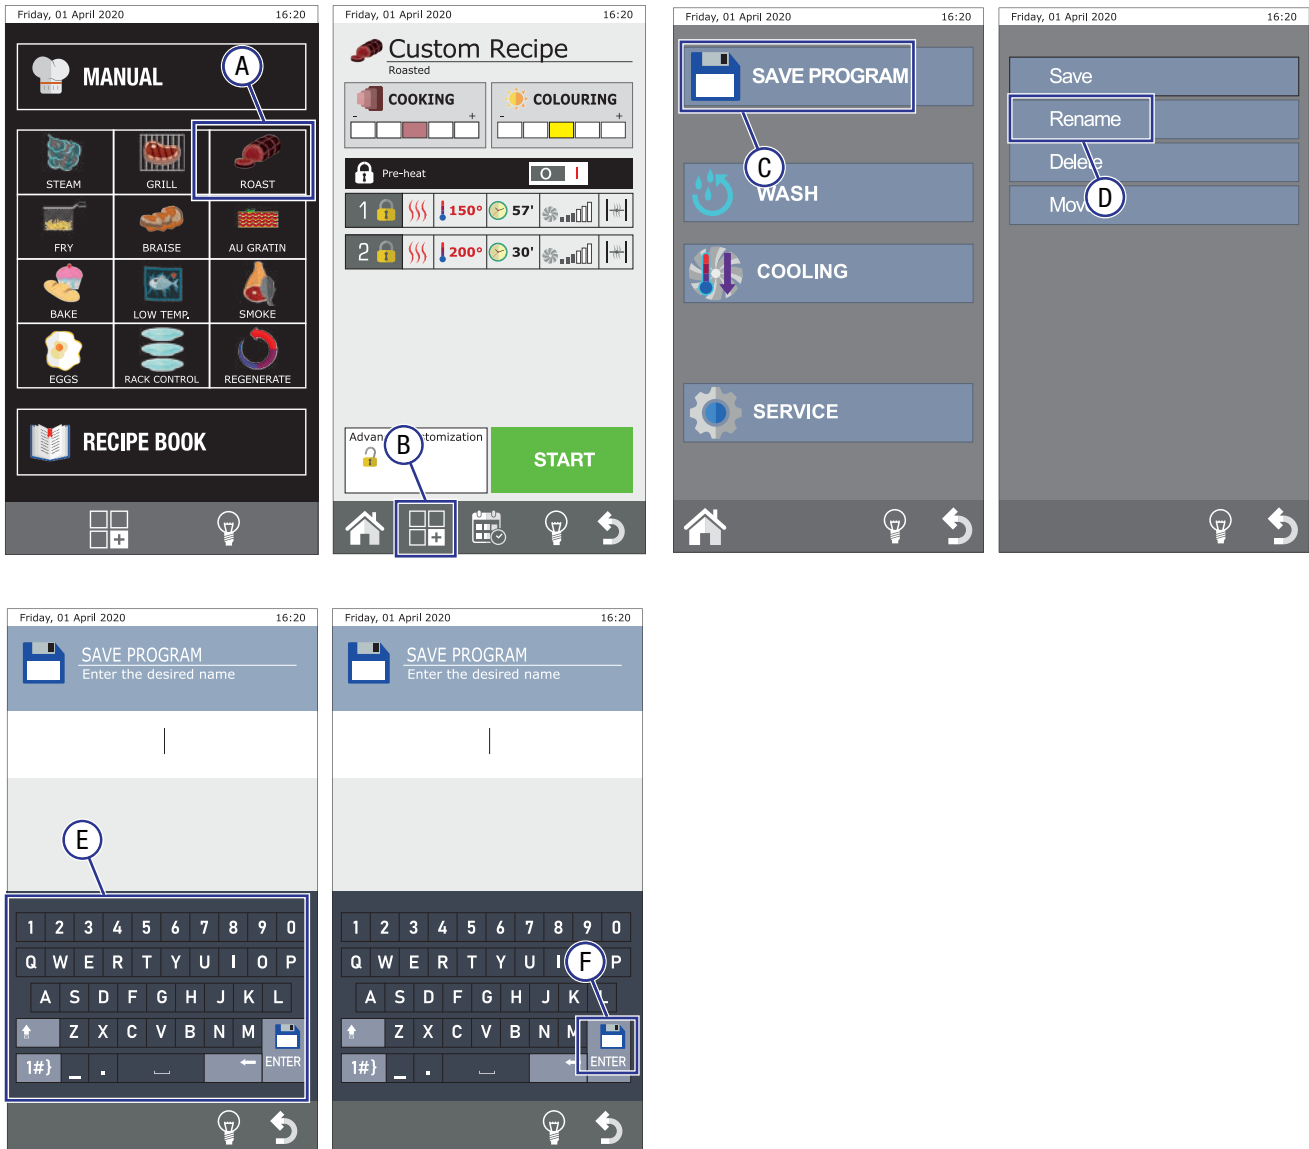 Friday, 01 April 2020 16:20
MANUAL
A
STEAM GRILL ROAST
FRY BRAISE AU GRATIN
BAKE LOW TEMP. SMOKE
EGGS RACK CONTROL REGENERATE
RECIPE BOOK
Friday, 01 April 2020 16:20
Custom Recipe
Roasted
COOKING COLOURING
- + - +
Pre-heat O I
1 150° 57'
2 200° 30'
Advan tomization
B
START
Friday, 01 April 2020 16:20
SAVE PROGRAM
C
WASH
COOLING
SERVICE
Friday, 01 April 2020 16:20
Save
Rename
Delete
Mov
D
Friday, 01 April 2020 16:20
SAVE PROGRAM
Enter the desired name
E
1 2 3 4 5 6 7 8 9 0
Q W E R T Y U I O P
A S D F G H J K L
Z X C V B N M
ENTER
1#} _ .
Friday, 01 April 2020 16:20
SAVE PROGRAM
Enter the desired name
1 2 3 4 5 6 7 8 9 0
Q W E R T Y U I P
F
A S D F G H J K L
Z X C V B N M
ENTER
1#} _ .